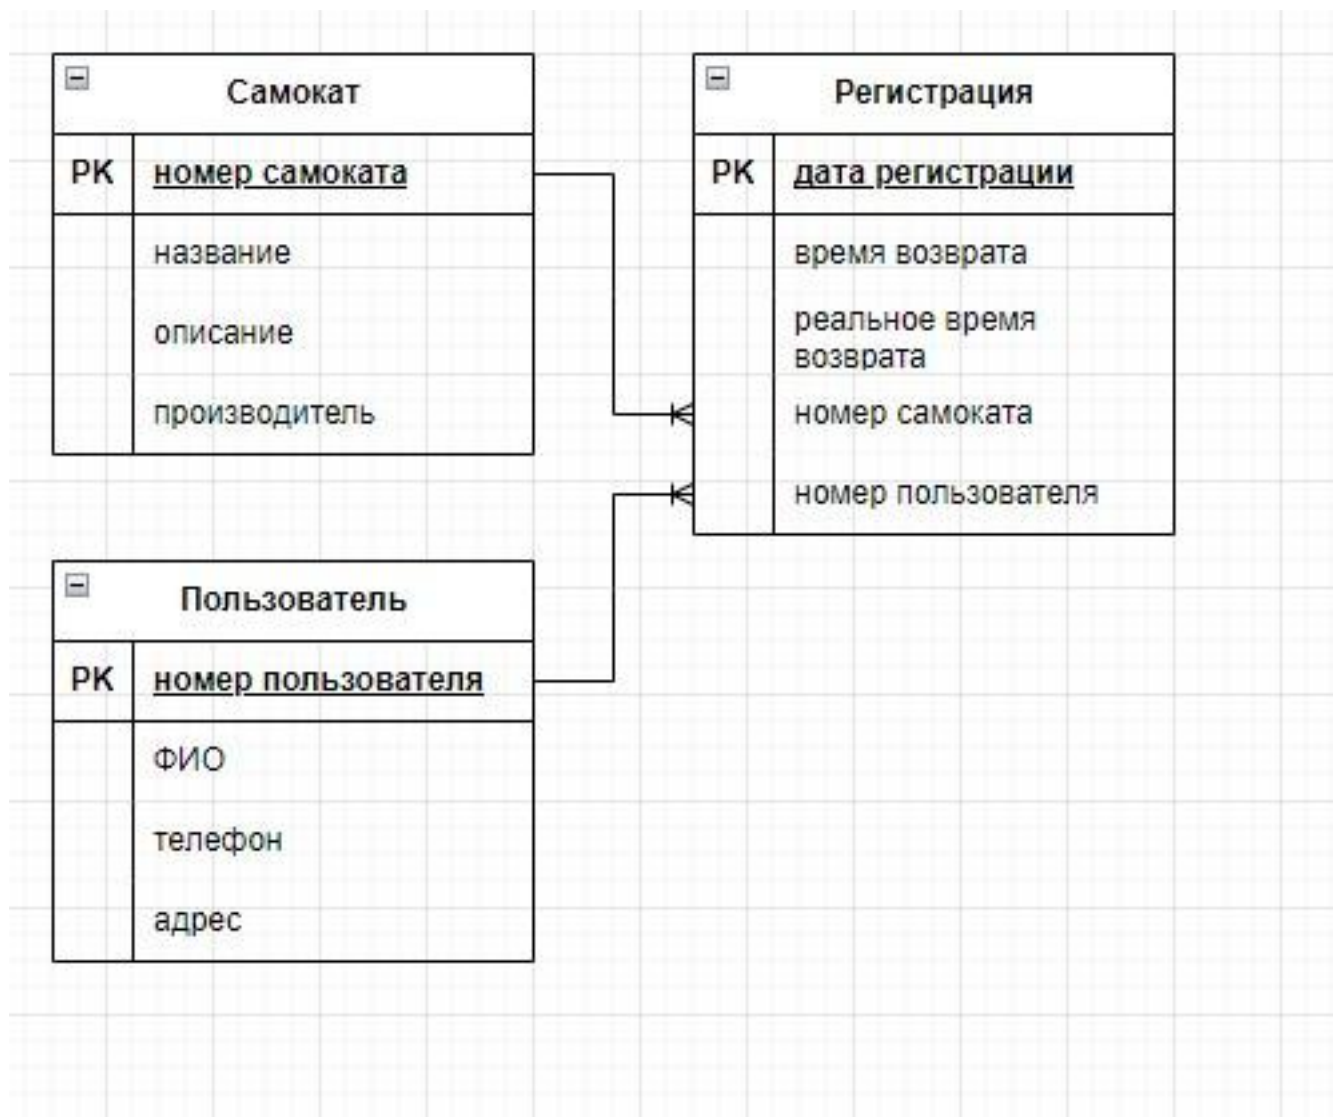 Самокат
PK номер самоката
название
описание
производитель
Регистрация
PK дата регистрации
время возврата
реальное время
возврата
номер самоката
номер пользователя
Пользователь
PK номер пользователя
ФИО
телефон
адрес